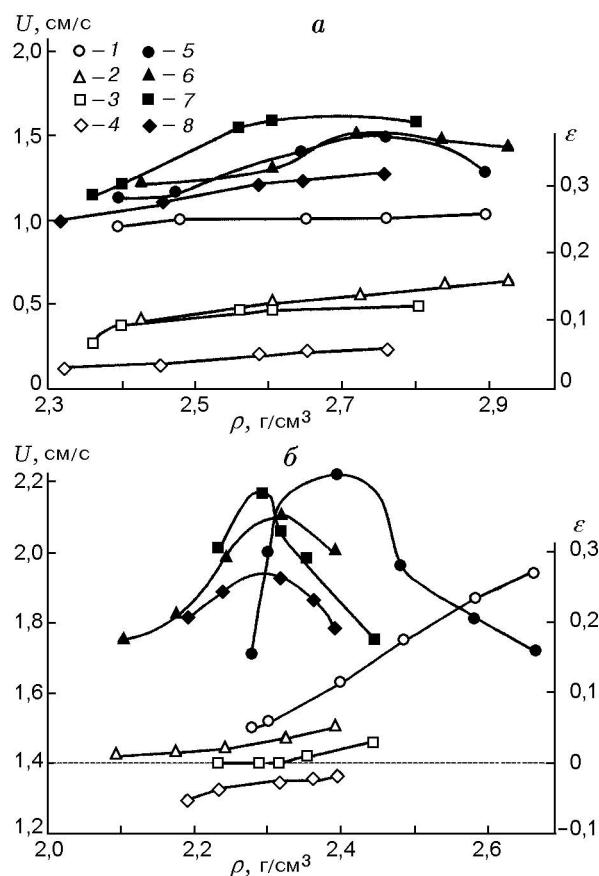 U, см/с
а
2,0
○ – 1
● – 5
△ – 2
▲ – 6
□ – 3
■ – 7
◇ – 4
◆ – 8
1,5
1,0
0,5
0
ε
0,3
0,2
0,1
0
2,3
2,5
2,7
2,9
ρ, г/см³
U, см/с
б
2,2
2,0
1,8
1,6
1,4
1,2
ε
0,3
0,2
0,1
0
–0,1
2,0
2,2
2,4
2,6
ρ, г/см³